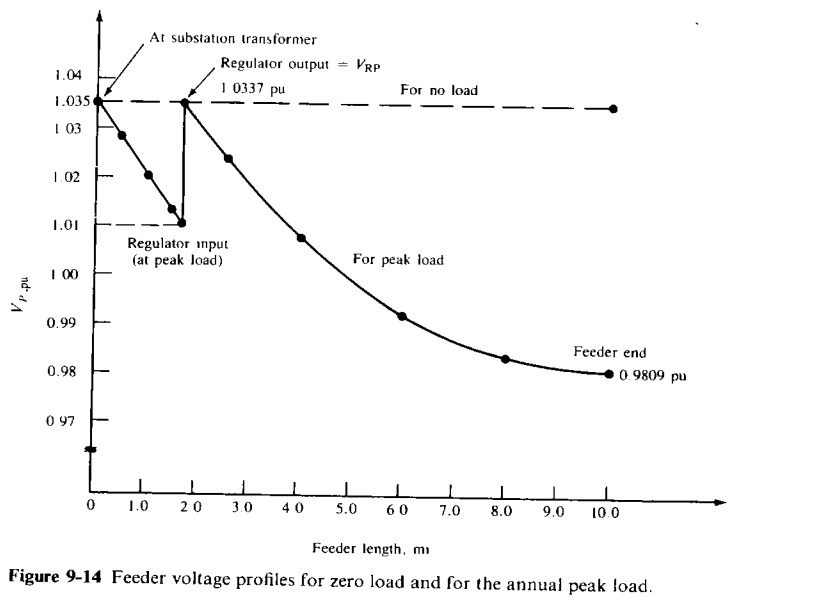 At substation transformer
Regulator output = VRP
1 0337 pu
For no load
1.04
1.035
1 03
1 02
1.01
1 00
0.99
0.98
0 97
VP,pu
Regulator input
(at peak load)
For peak load
Feeder end
0 9809 pu
0 1.0 2 0 3.0 4 0 5.0 6 0 7.0 8.0 9.0 10.0
Feeder length, mi
Figure 9-14 Feeder voltage profiles for zero load and for the annual peak load.